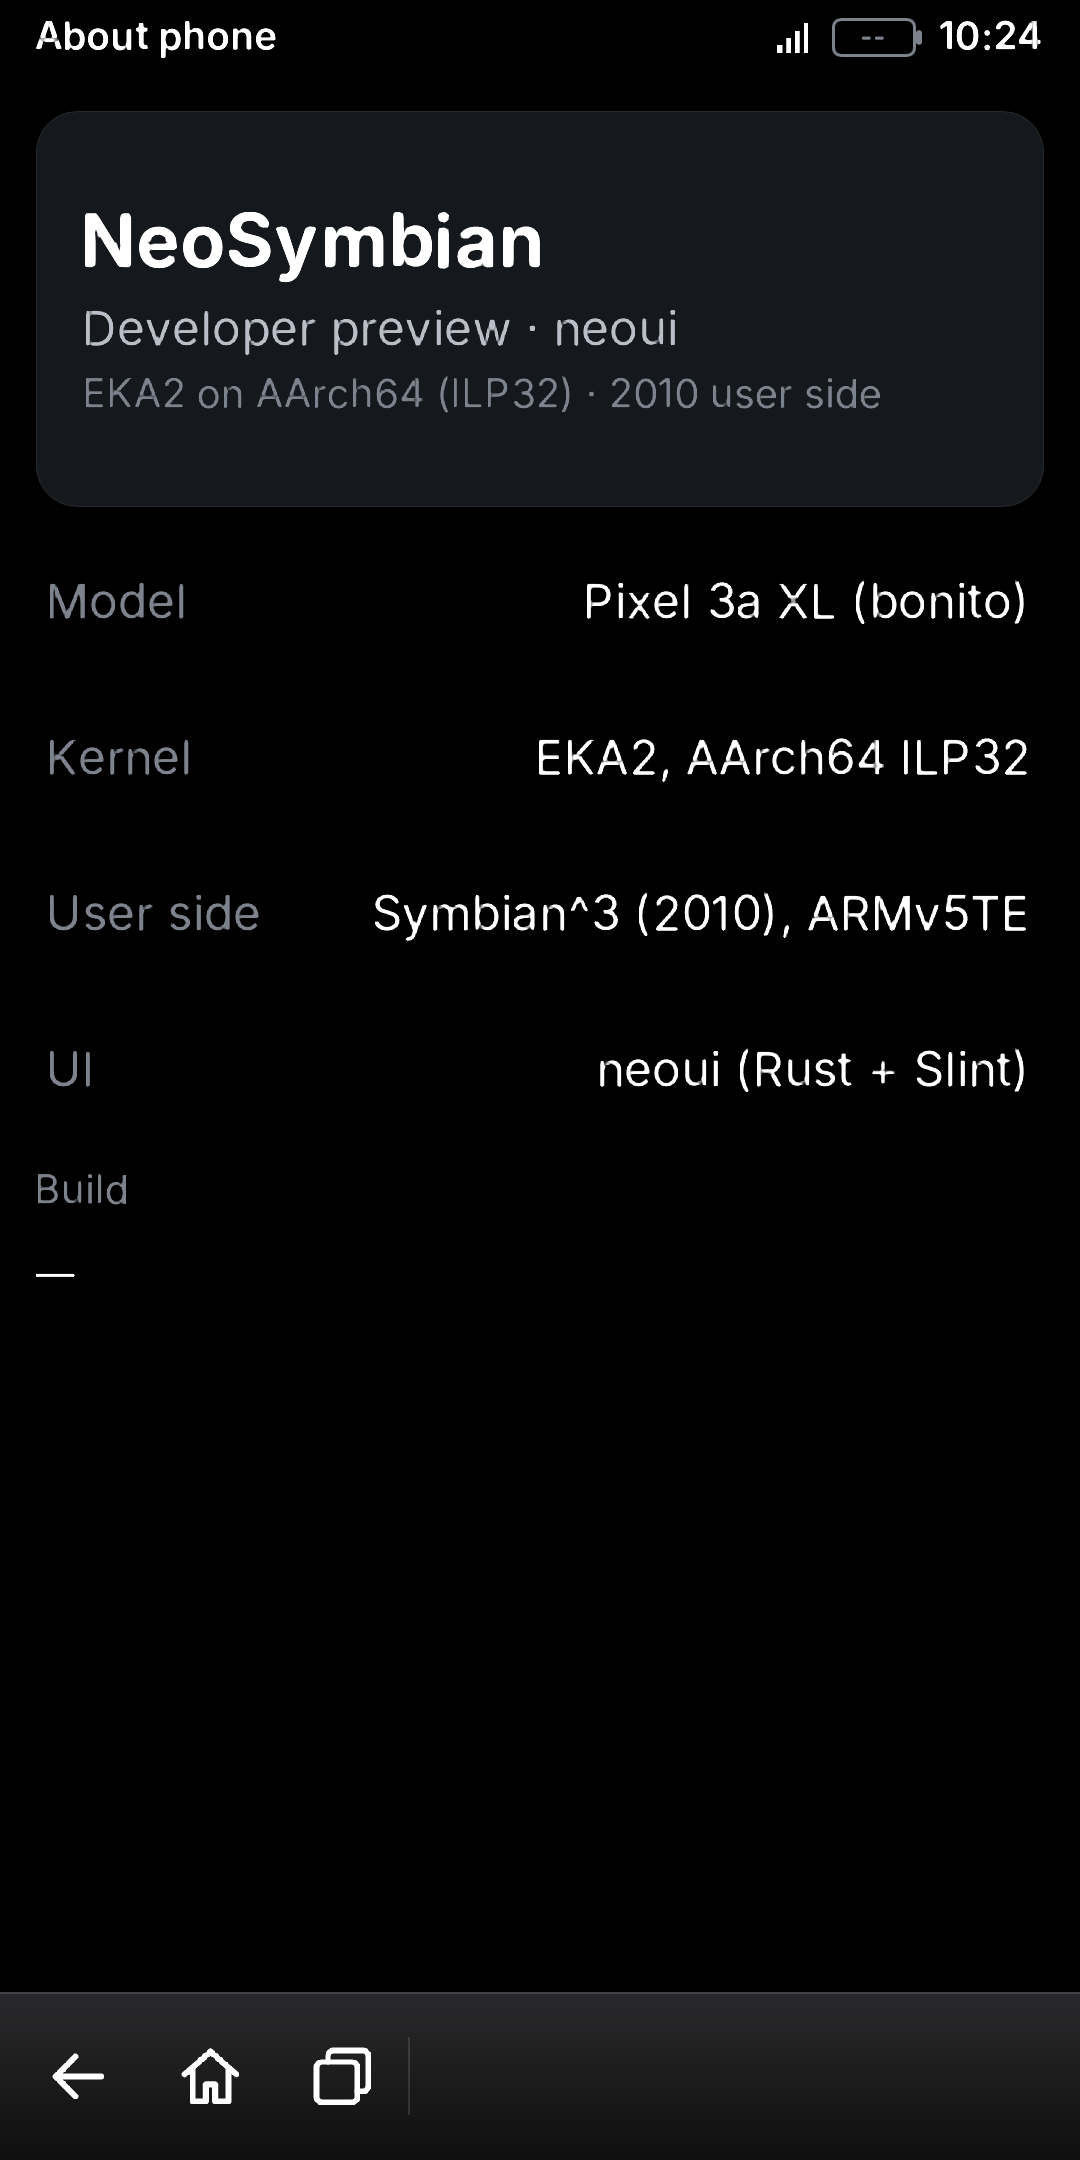 About phone -- 10:24
NeoSymbian
Developer preview · neoui
EKA2 on AArch64 (ILP32) · 2010 user side
Model Pixel 3a XL (bonito)
Kernel EKA2, AArch64 ILP32
User side Symbian^3 (2010), ARMv5TE
UI neoui (Rust + Slint)
Build
—